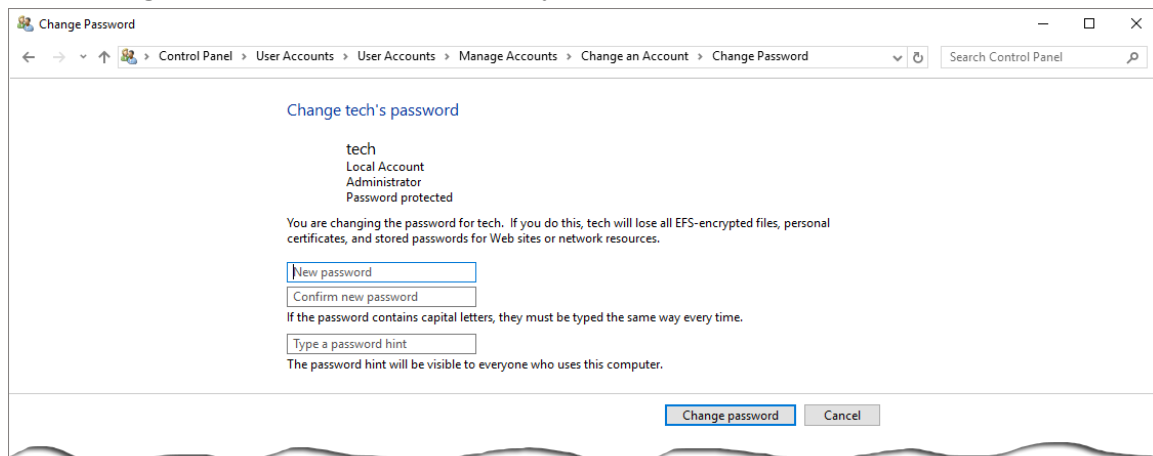 Change Password
Control Panel > User Accounts > User Accounts > Manage Accounts > Change an Account > Change Password
Search Control Panel
Change tech's password
tech
Local Account
Administrator
Password protected
You are changing the password for tech. If you do this, tech will lose all EFS-encrypted files, personal
certificates, and stored passwords for Web sites or network resources.
New password
Confirm new password
If the password contains capital letters, they must be typed the same way every time.
Type a password hint
The password hint will be visible to everyone who uses this computer.
Change password Cancel